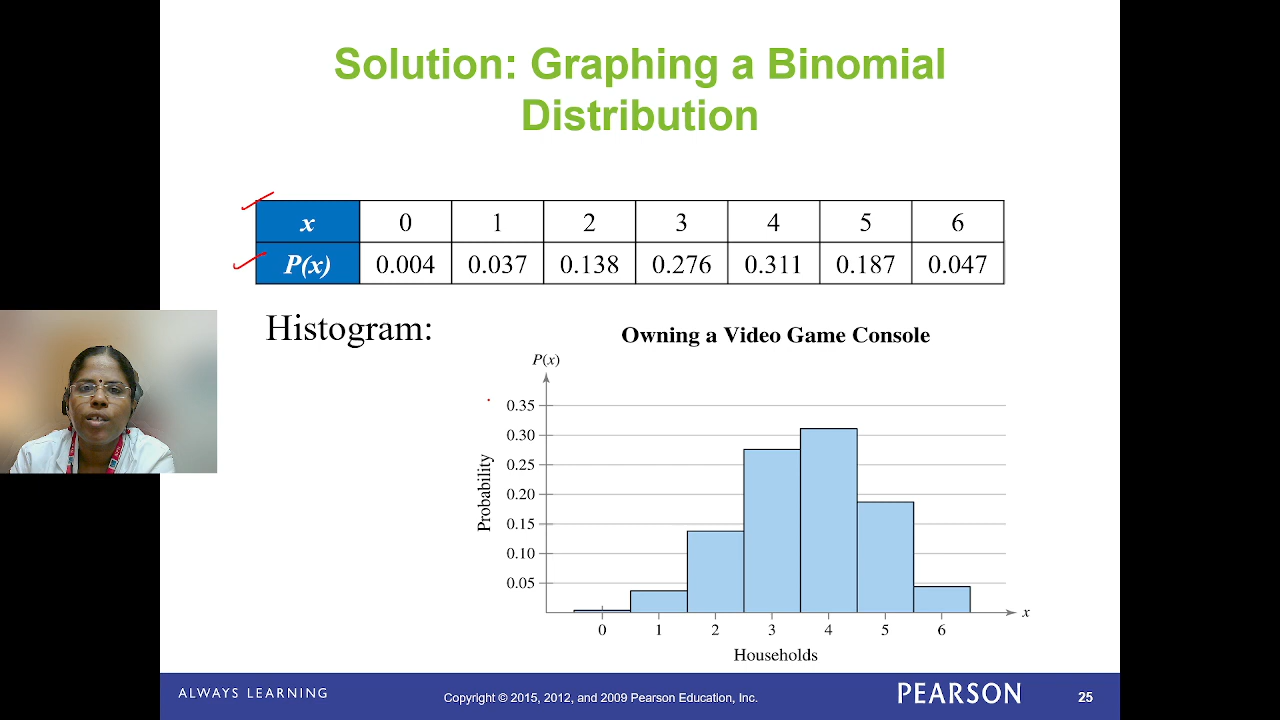 Solution: Graphing a Binomial
Distribution
x 0 1 2 3 4 5 6
P(x) 0.004 0.037 0.138 0.276 0.311 0.187 0.047
Histogram:
Owning a Video Game Console
P(x)
0.35
0.30
0.25
0.20
0.15
0.10
0.05
Probability
0 1 2 3 4 5 6
x
Households
ALWAYS LEARNING
Copyright © 2015, 2012, and 2009 Pearson Education, Inc.
PEARSON
25